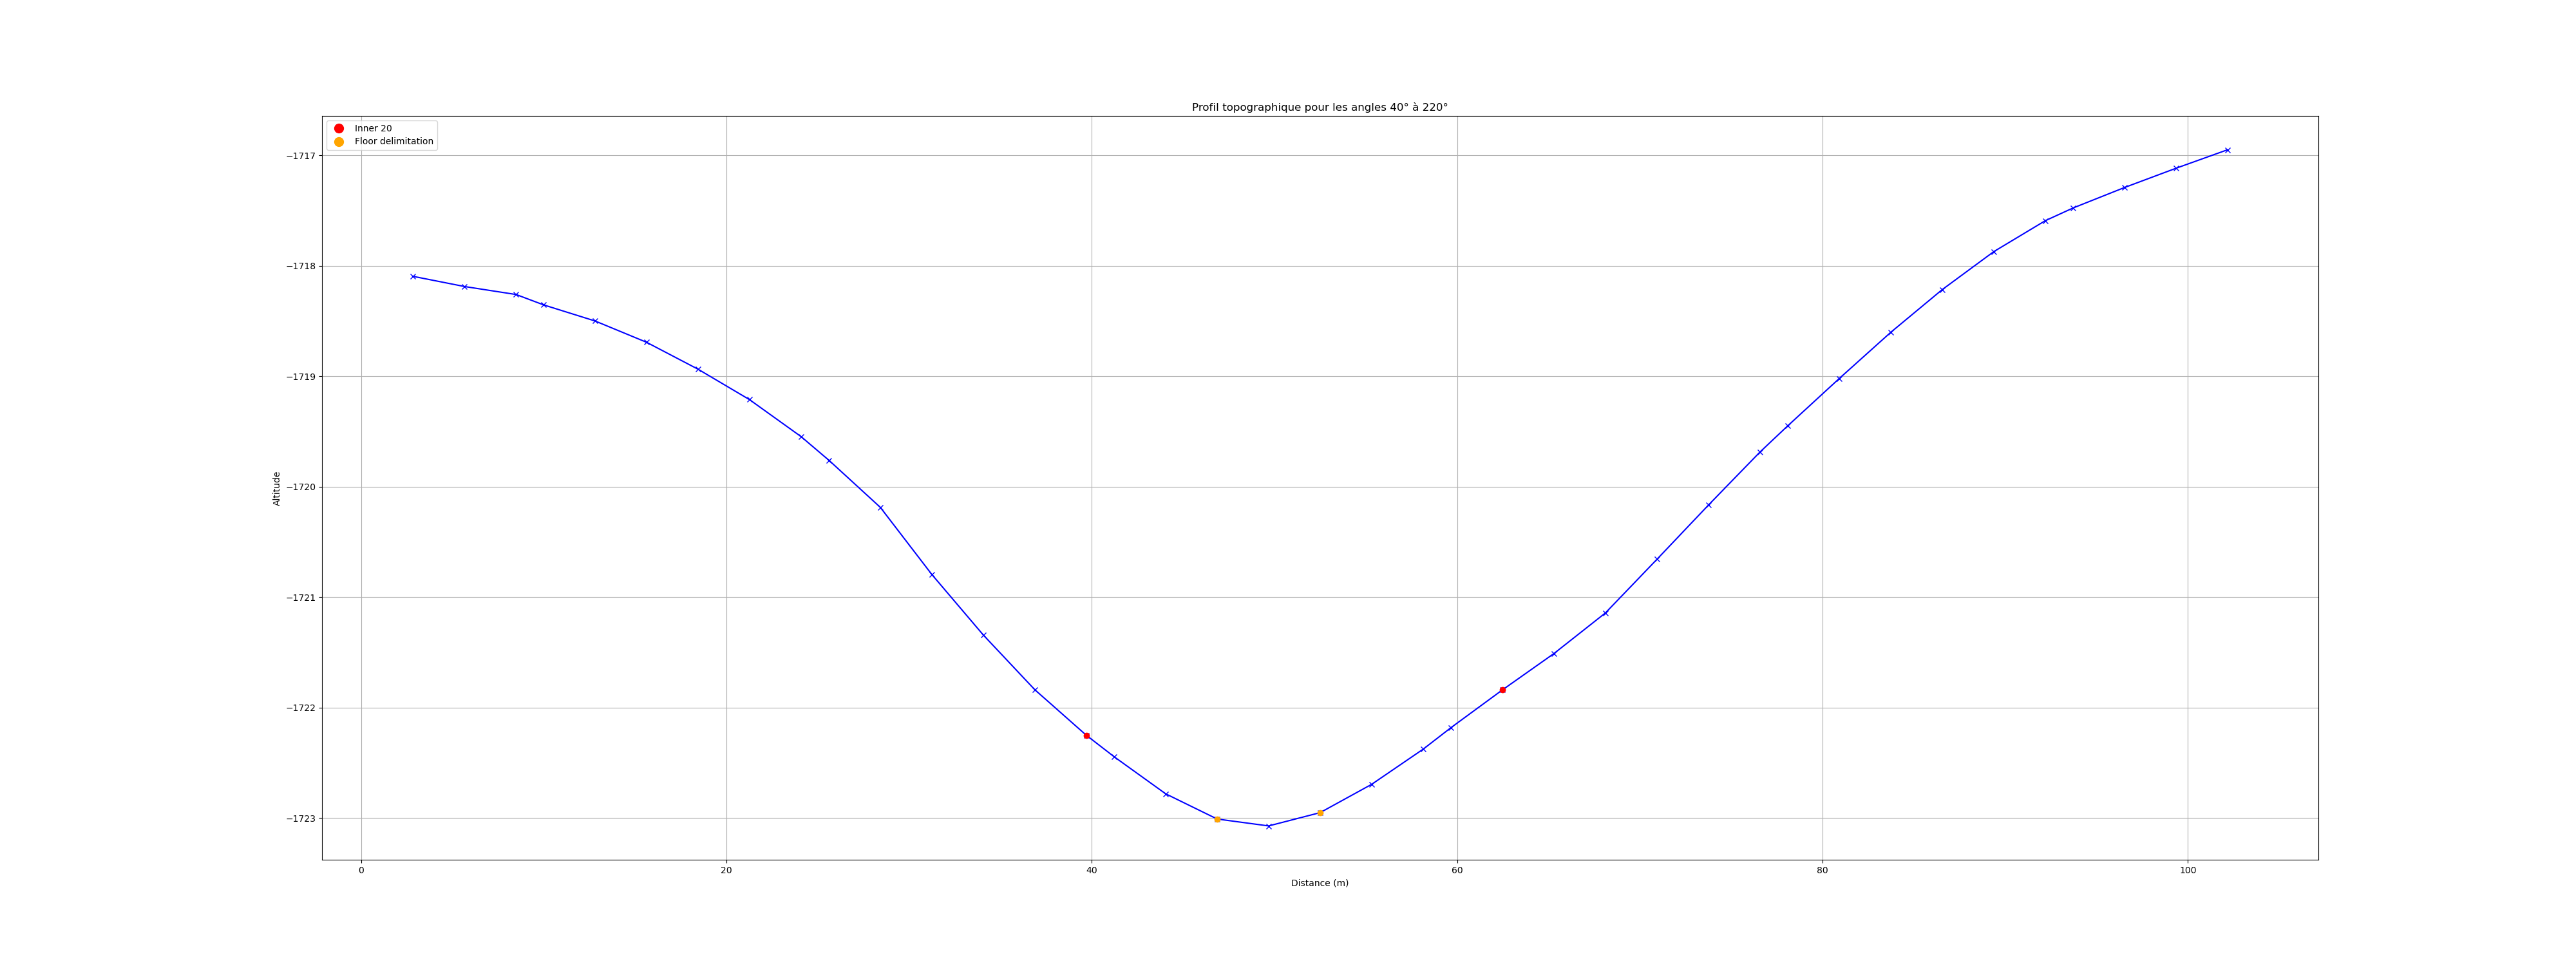 Profil topographique pour les angles 40° à 220°
Inner 20
Floor delimitation
−1717
−1718
−1719
−1720
−1721
−1722
−1723
Altitude
0 20 40 60 80 100
Distance (m)